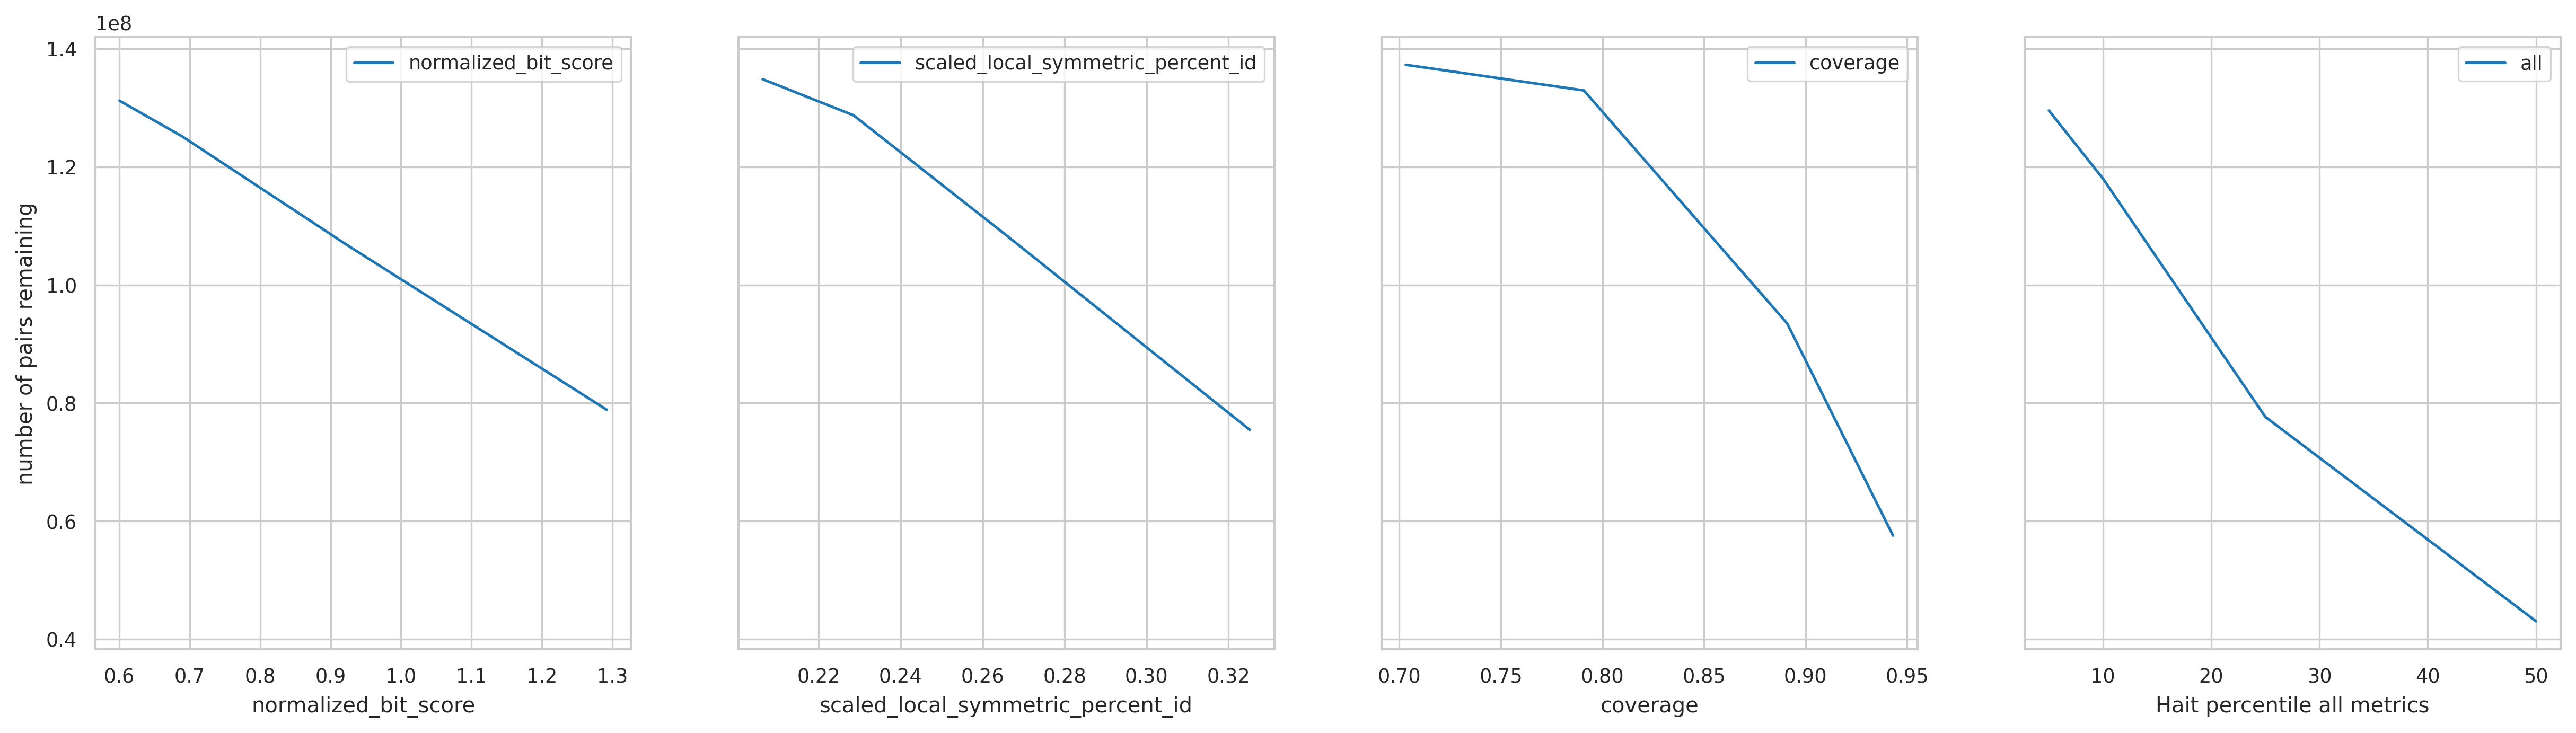 1e8
1.4
1.2
1.0
0.8
0.6
0.4
number of pairs remaining
normalized_bit_score
0.6 0.7 0.8 0.9 1.0 1.1 1.2 1.3
normalized_bit_score
scaled_local_symmetric_percent_id
0.22 0.24 0.26 0.28 0.30 0.32
scaled_local_symmetric_percent_id
coverage
0.70 0.75 0.80 0.85 0.90 0.95
coverage
all
10 20 30 40 50
Hait percentile all metrics